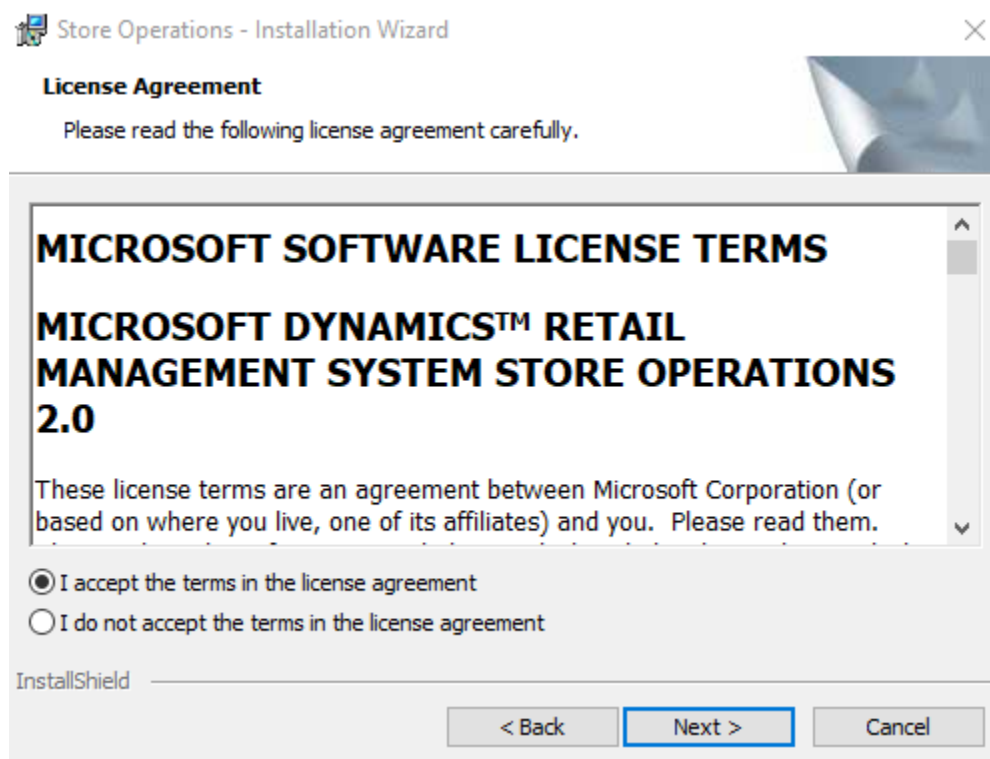 Store Operations - Installation Wizard
License Agreement
Please read the following license agreement carefully.
MICROSOFT SOFTWARE LICENSE TERMS
MICROSOFT DYNAMICS™ RETAIL
MANAGEMENT SYSTEM STORE OPERATIONS
2.0
These license terms are an agreement between Microsoft Corporation (or
based on where you live, one of its affiliates) and you.  Please read them.
I accept the terms in the license agreement
I do not accept the terms in the license agreement
InstallShield
< Back
Next >
Cancel